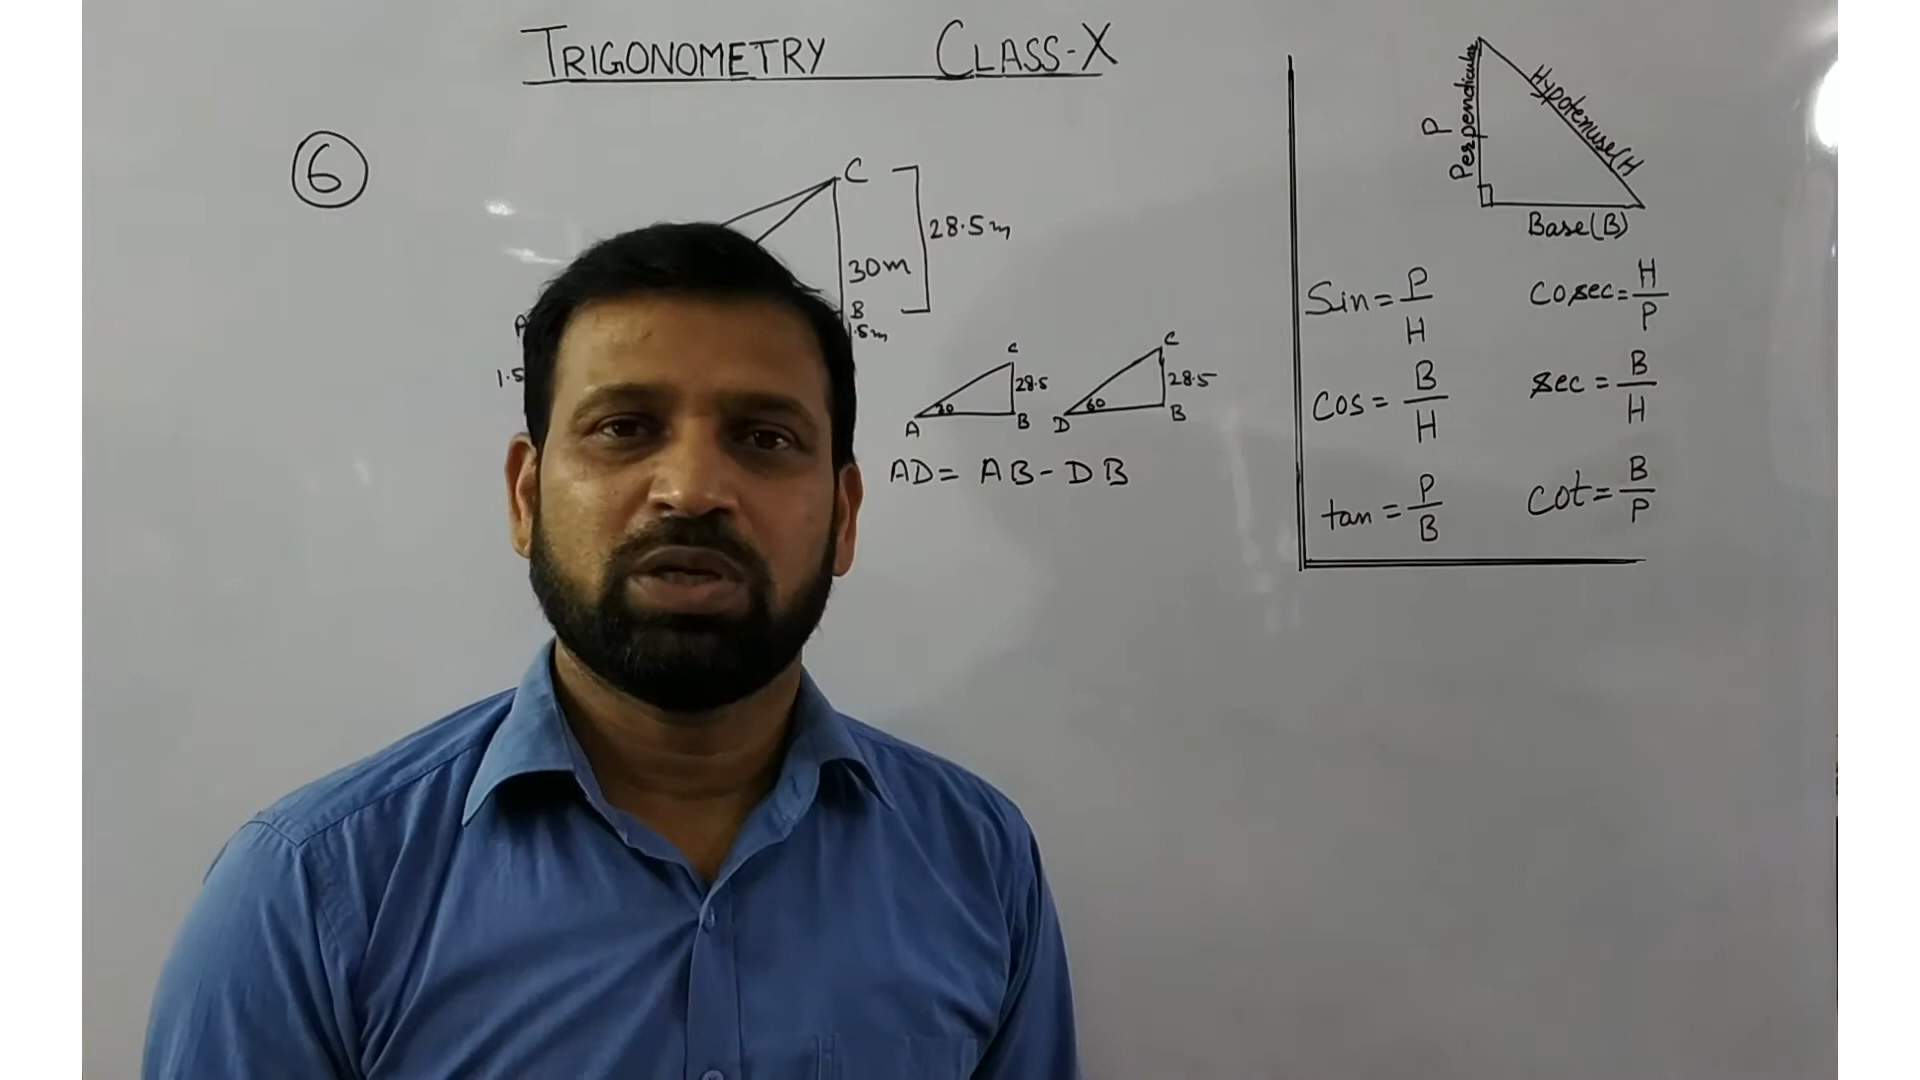 TRIGONOMETRY CLASS-X
6
C
28.5m
30m
B
1.5m
A
1.5
C
28.5
30
A
B
C
28.5
60
D
B
AD = AB - DB
P
Perpendicular
Hypotenuse(H
Base(B)
Sin = P/H
cosec = H/P
cos = B/H
sec = B/H
tan = P/B
cot = B/P